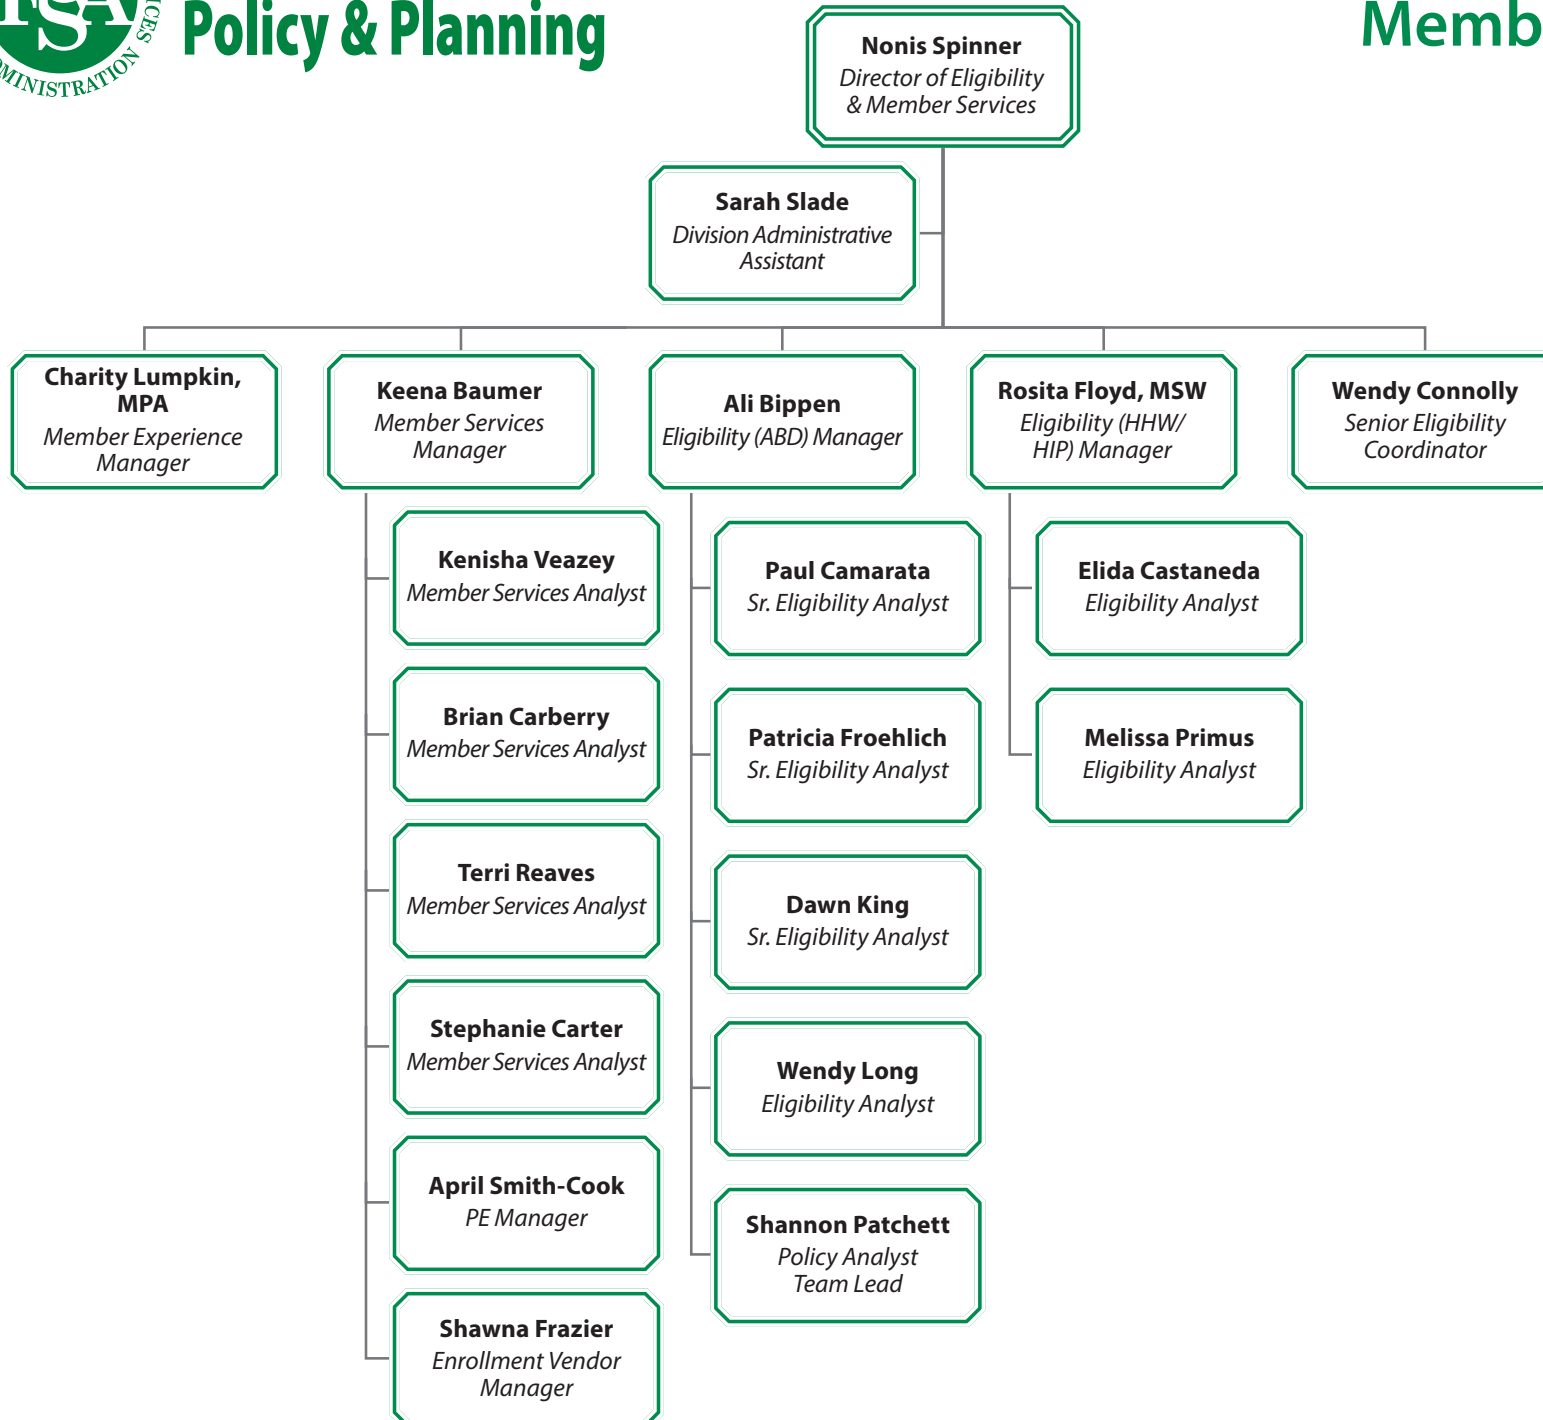 Policy & Planning
Nonis Spinner
Director of Eligibility
& Member Services
Sarah Slade
Division Administrative
Assistant
Charity Lumpkin,
MPA
Member Experience
Manager
Keena Baumer
Member Services
Manager
Ali Bippen
Eligibility (ABD) Manager
Rosita Floyd, MSW
Eligibility (HHW/
HIP) Manager
Wendy Connolly
Senior Eligibility
Coordinator
Kenisha Veazey
Member Services Analyst
Brian Carberry
Member Services Analyst
Terri Reaves
Member Services Analyst
Stephanie Carter
Member Services Analyst
April Smith-Cook
PE Manager
Shawna Frazier
Enrollment Vendor
Manager
Paul Camarata
Sr. Eligibility Analyst
Patricia Froehlich
Sr. Eligibility Analyst
Dawn King
Sr. Eligibility Analyst
Wendy Long
Eligibility Analyst
Shannon Patchett
Policy Analyst
Team Lead
Elida Castaneda
Eligibility Analyst
Melissa Primus
Eligibility Analyst